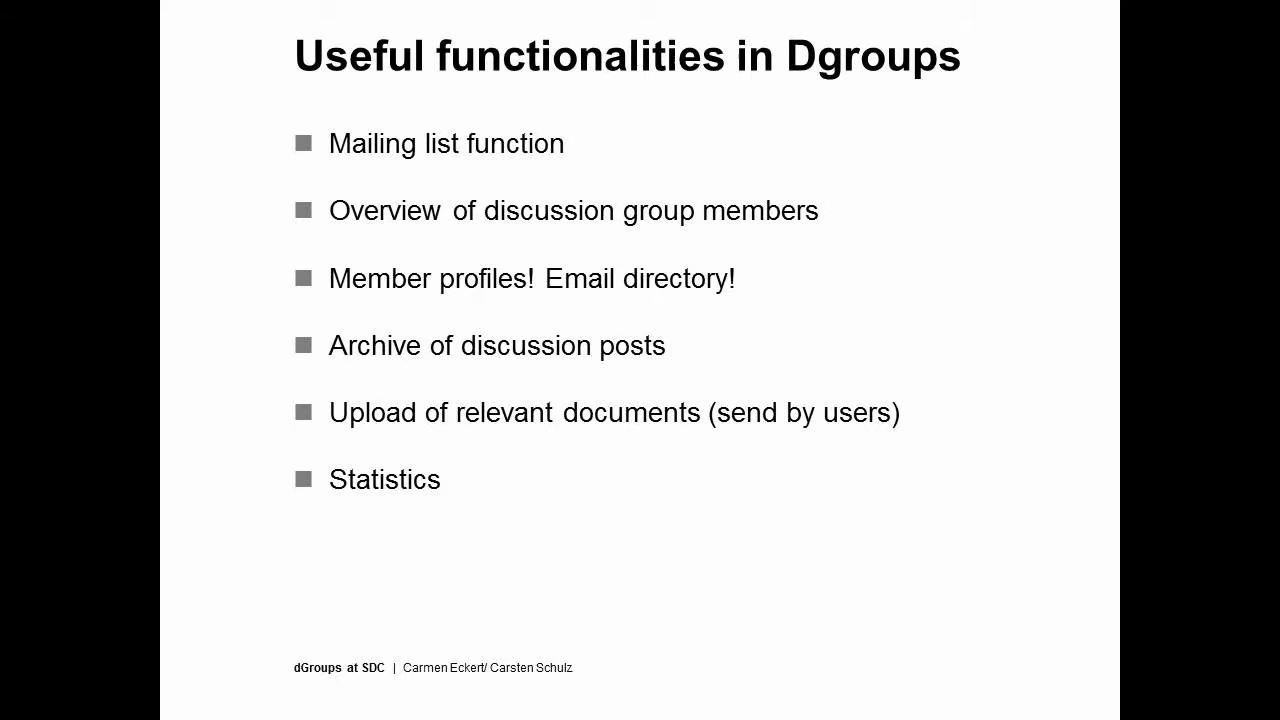 Useful functionalities in Dgroups
Mailing list function
Overview of discussion group members
Member profiles! Email directory!
Archive of discussion posts
Upload of relevant documents (send by users)
Statistics
dGroups at SDC | Carmen Eckert/ Carsten Schulz